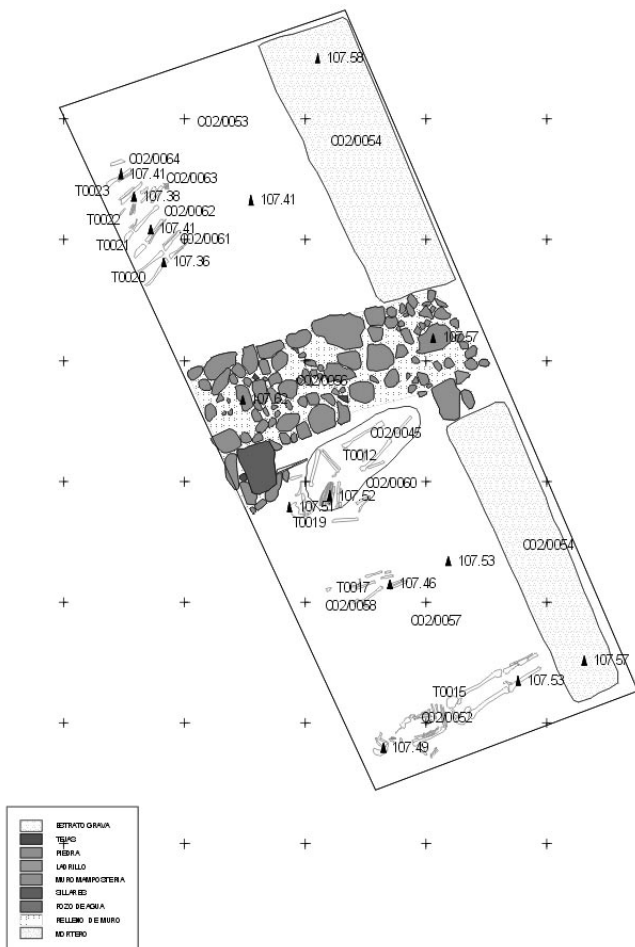 107.58
C02/0053
C02/0054
C02/0064
107.41
C02/0063
T0023
107.38
107.41
T0022
C02/0062
107.41
T0021
C02/0061
T0020
107.36
107.57
C02/0056
107.62
C02/0045
T0012
C02/0060
107.52
107.51
T0019
C02/0054
107.53
T0017
107.46
C02/0058
C02/0057
107.57
107.53
T0015
C02/0052
107.49
ESTRATO GRAVA
TEJAS
PIEDRA
LADRILLO
MURO MAMPOSTERIA
SILLARES
POZO DE AGUA
RELLENO DE MURO
MORTERO